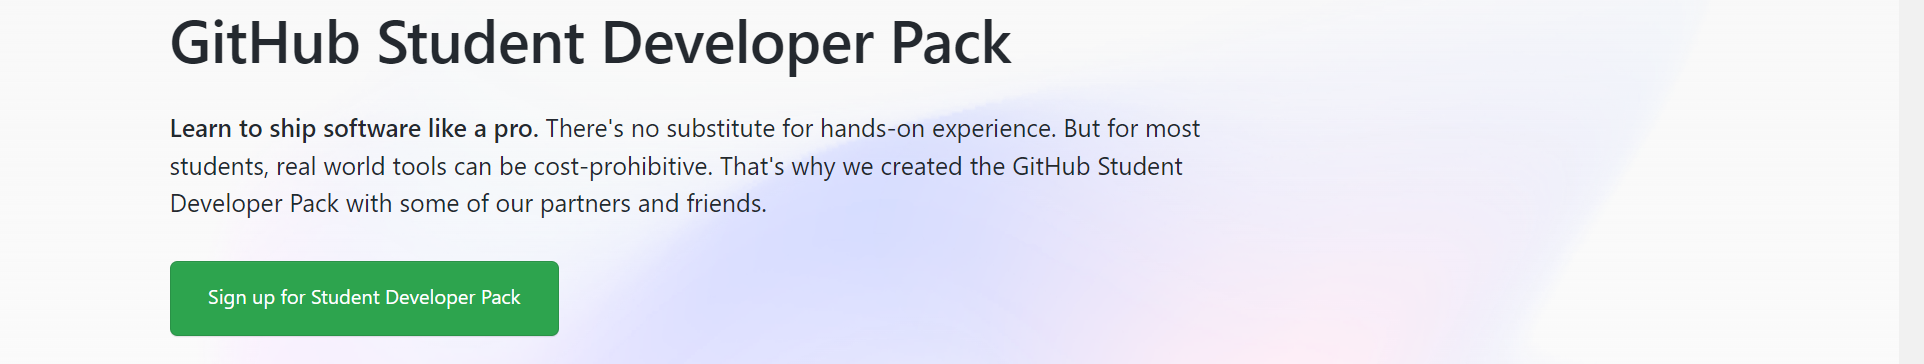 GitHub Student Developer Pack
Learn to ship software like a pro. There's no substitute for hands-on experience. But for most
students, real world tools can be cost-prohibitive. That's why we created the GitHub Student
Developer Pack with some of our partners and friends.
Sign up for Student Developer Pack